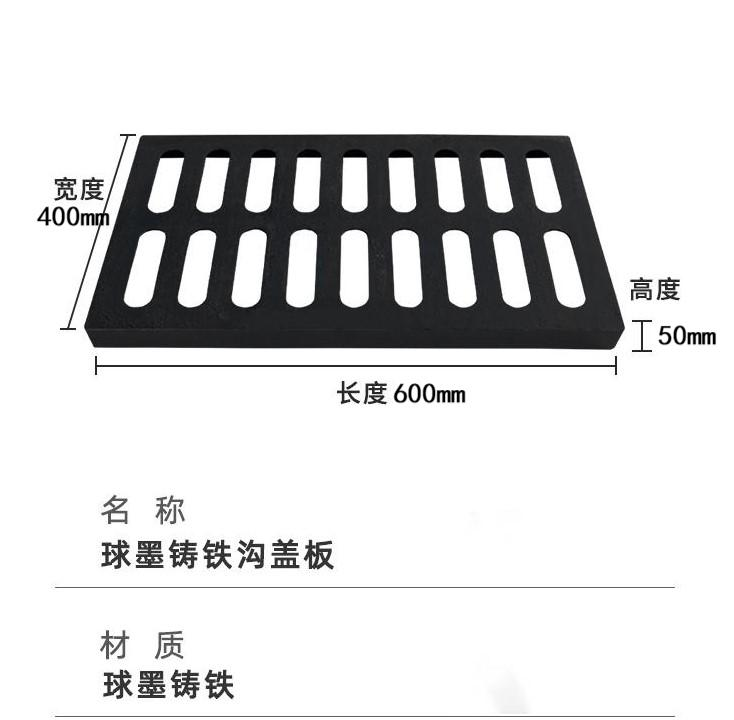 宽度
400mm
高度
50mm
长度 600mm
名 称
球墨铸铁沟盖板
材 质
球墨铸铁